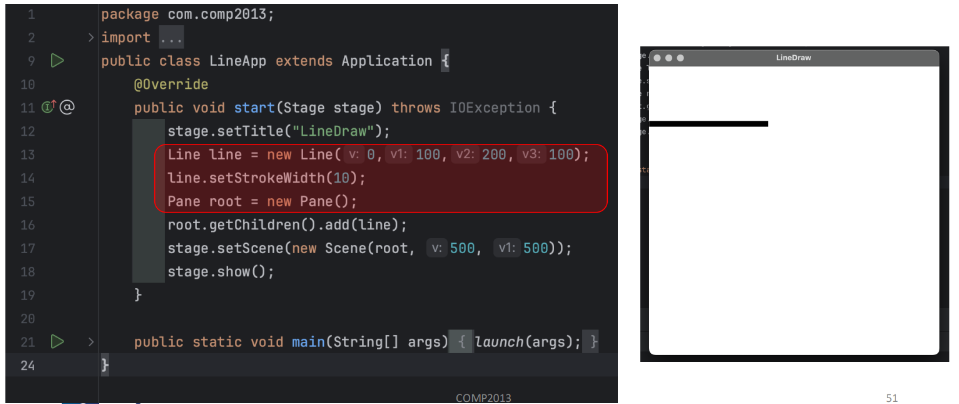 1 package com.comp2013;
2 > import ...
9 public class LineApp extends Application {
10 @Override
11 public void start(Stage stage) throws IOException {
12 stage.setTitle("LineDraw");
13 Line line = new Line( v: 0, v1: 100, v2: 200, v3: 100);
14 line.setStrokeWidth(10);
15 Pane root = new Pane();
16 root.getChildren().add(line);
17 stage.setScene(new Scene(root, v: 500, v1: 500));
18 stage.show();
19 }
20
21 > public static void main(String[] args) { launch(args); }
24 }
LineDraw
COMP2013
51